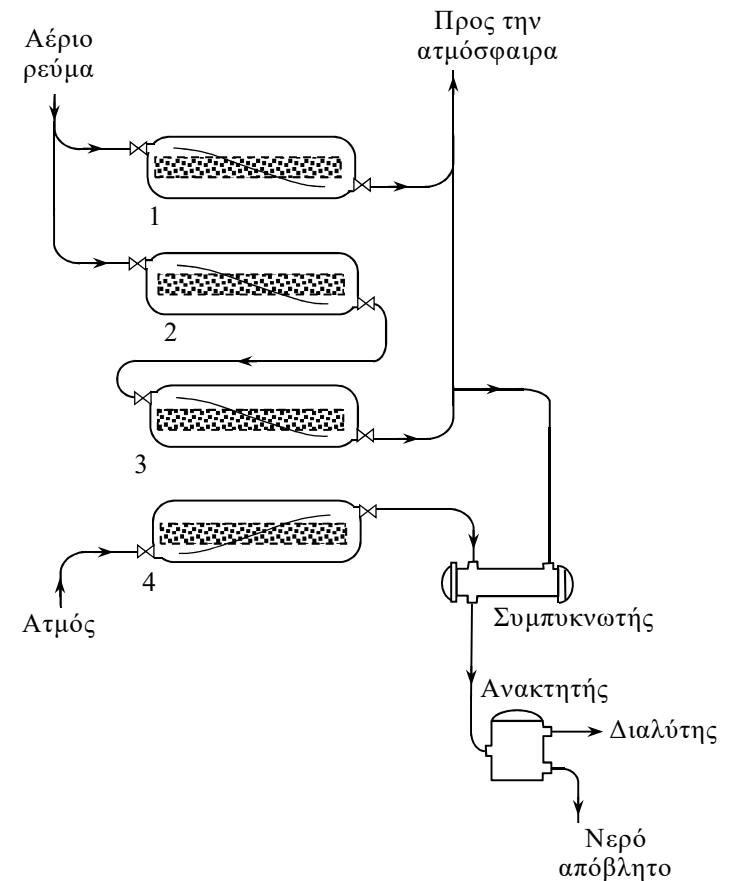 Προς την
ατμόσφαιρα
Αέριο
ρεύμα
1
2
3
4
Ατμός
Συμπυκνωτής
Ανακτητής
Διαλύτης
Νερό
απόβλητο